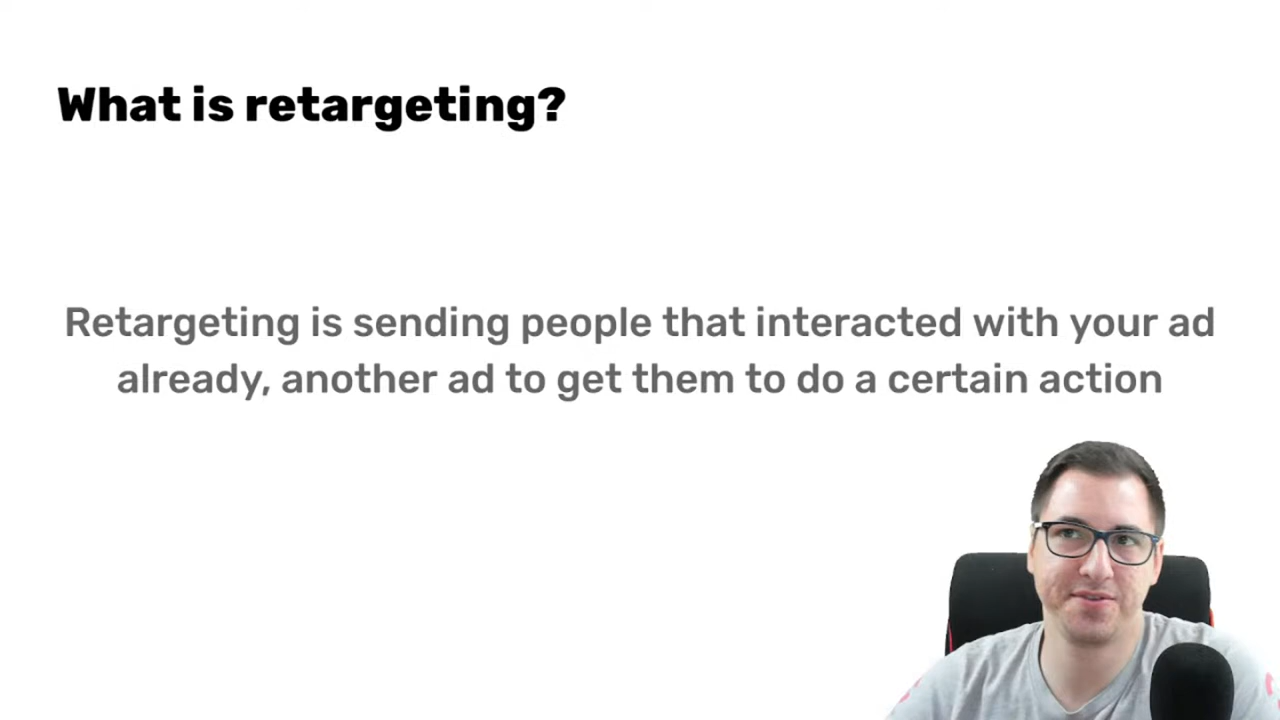 What is retargeting?
Retargeting is sending people that interacted with your ad
already, another ad to get them to do a certain action